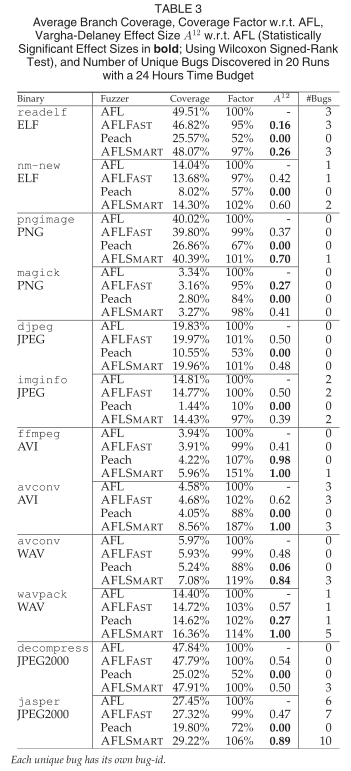 TABLE 3
Average Branch Coverage, Coverage Factor w.r.t. AFL,
Vargha-Delaney Effect Size A^12 w.r.t. AFL (Statistically
Significant Effect Sizes in bold; Using Wilcoxon Signed-Rank
Test), and Number of Unique Bugs Discovered in 20 Runs
with a 24 Hours Time Budget
Binary Fuzzer Coverage Factor A^12 #Bugs
readelf AFL 49.51% 100% - 3
ELF AFLFAST 46.82% 95% 0.16 3
Peach 25.57% 52% 0.00 0
AFLSMART 48.07% 97% 0.26 3
nm-new AFL 14.04% 100% - 1
ELF AFLFAST 13.68% 97% 0.42 1
Peach 8.02% 57% 0.00 0
AFLSMART 14.30% 102% 0.60 2
pngimage AFL 40.02% 100% - 0
PNG AFLFAST 39.80% 99% 0.37 0
Peach 26.86% 67% 0.00 0
AFLSMART 40.39% 101% 0.70 1
magick AFL 3.34% 100% - 0
PNG AFLFAST 3.16% 95% 0.27 0
Peach 2.80% 84% 0.00 0
AFLSMART 3.27% 98% 0.41 0
djpeg AFL 19.83% 100% - 0
JPEG AFLFAST 19.97% 101% 0.50 0
Peach 10.55% 53% 0.00 0
AFLSMART 19.96% 101% 0.48 0
imginfo AFL 14.81% 100% - 2
JPEG AFLFAST 14.77% 100% 0.50 2
Peach 1.44% 10% 0.00 0
AFLSMART 14.43% 97% 0.39 2
ffmpeg AFL 3.94% 100% - 0
AVI AFLFAST 3.91% 99% 0.41 0
Peach 4.22% 107% 0.98 0
AFLSMART 5.96% 151% 1.00 1
avconv AFL 4.58% 100% - 3
AVI AFLFAST 4.68% 102% 0.62 3
Peach 4.05% 88% 0.00 0
AFLSMART 8.56% 187% 1.00 3
avconv AFL 5.97% 100% - 0
WAV AFLFAST 5.93% 99% 0.48 0
Peach 5.24% 88% 0.06 0
AFLSMART 7.08% 119% 0.84 3
wavpack AFL 14.40% 100% - 1
WAV AFLFAST 14.72% 103% 0.57 1
Peach 14.62% 102% 0.27 1
AFLSMART 16.36% 114% 1.00 5
decompress AFL 47.84% 100% - 0
JPEG2000 AFLFAST 47.79% 100% 0.54 0
Peach 25.02% 52% 0.00 0
AFLSMART 47.91% 100% 0.50 3
jasper AFL 27.45% 100% - 6
JPEG2000 AFLFAST 27.32% 99% 0.47 7
Peach 19.80% 72% 0.00 0
AFLSMART 29.22% 106% 0.89 10
Each unique bug has its own bug-id.